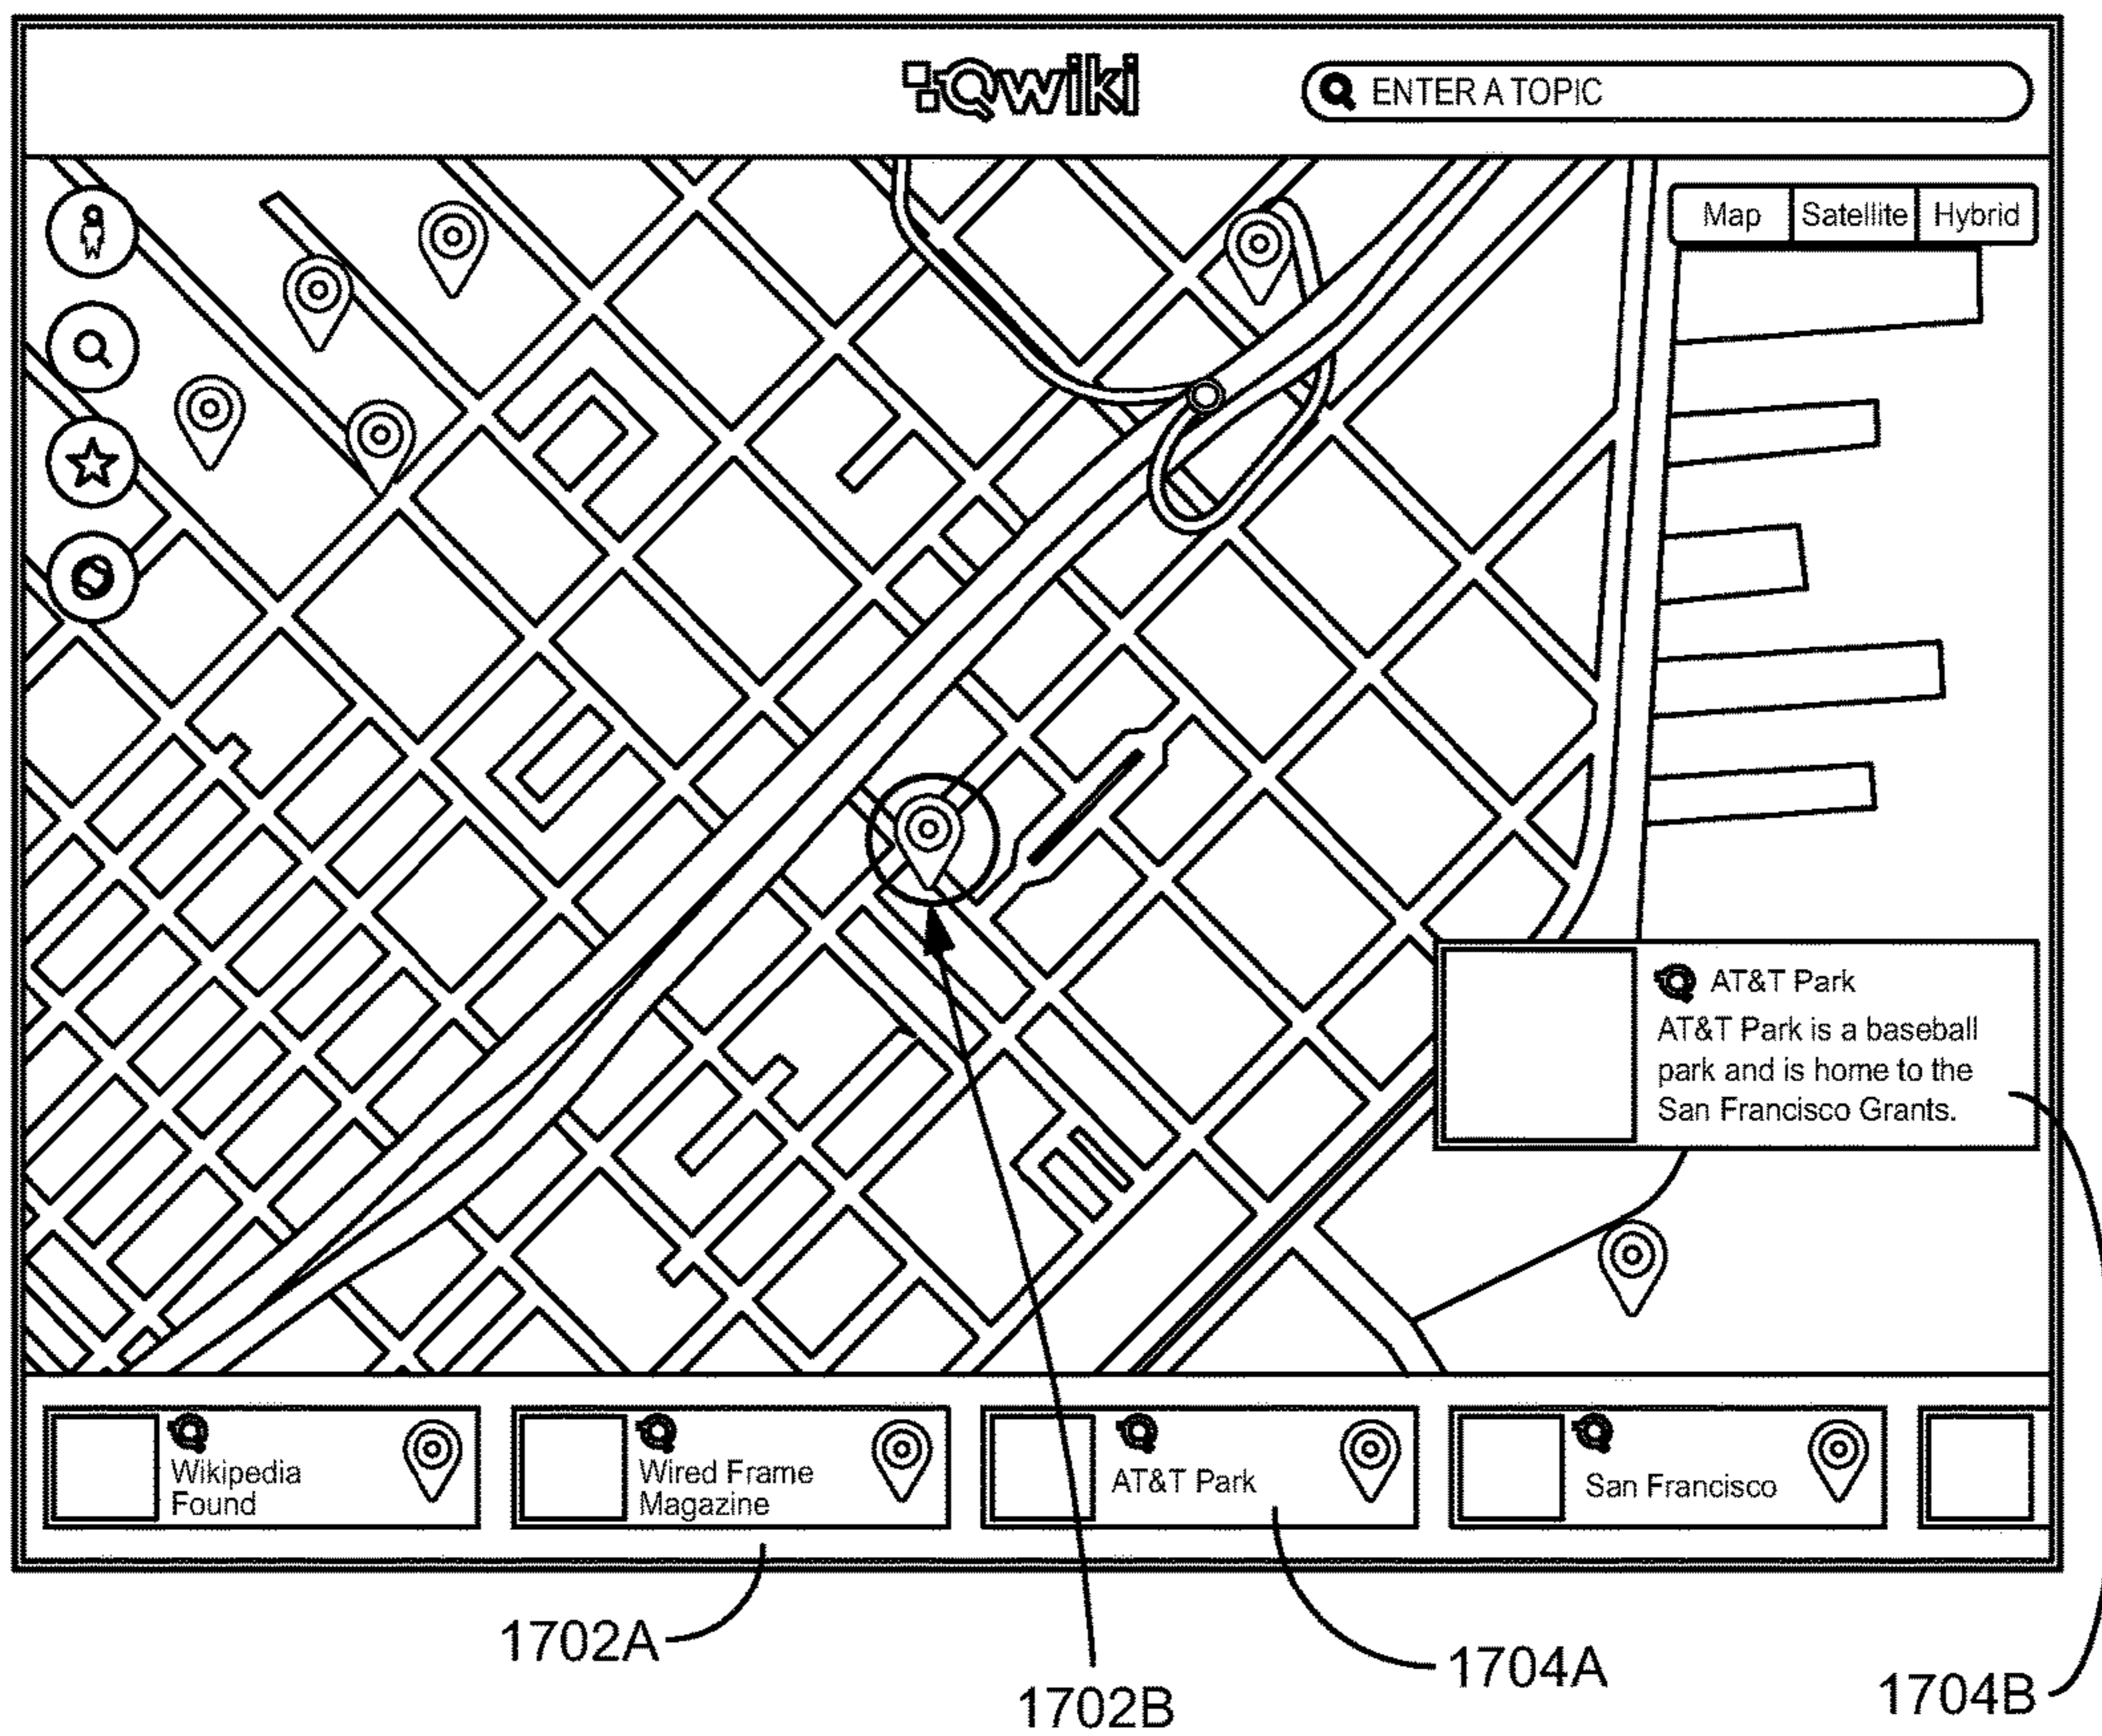 Qwiki
ENTER A TOPIC
Map Satellite Hybrid
AT&T Park
AT&T Park is a baseball
park and is home to the
San Francisco Grants.
Wikipedia
Found
Wired Frame
Magazine
AT&T Park
San Francisco
1702A
1702B
1704A
1704B